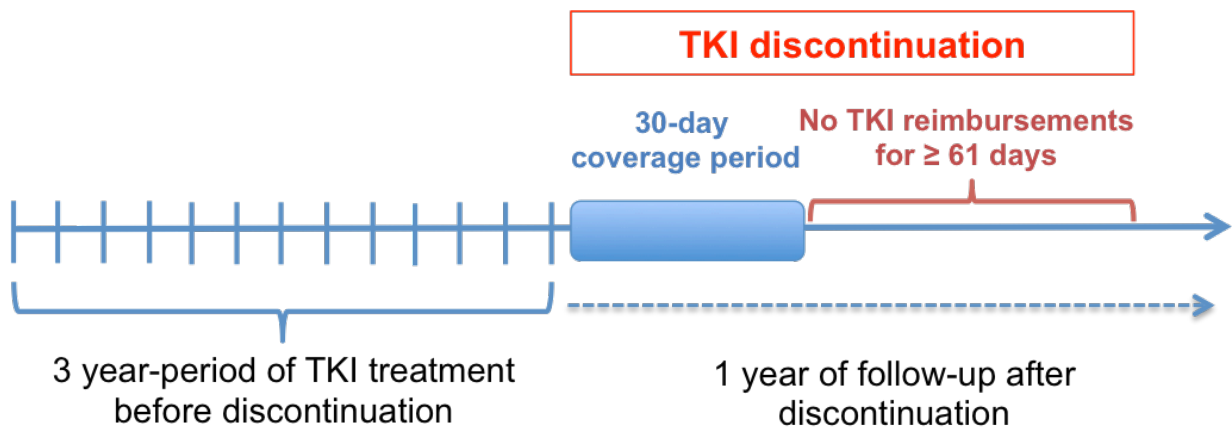 TKI discontinuation
30-day
coverage period
No TKI reimbursements
for ≥ 61 days
3 year-period of TKI treatment
before discontinuation
1 year of follow-up after
discontinuation